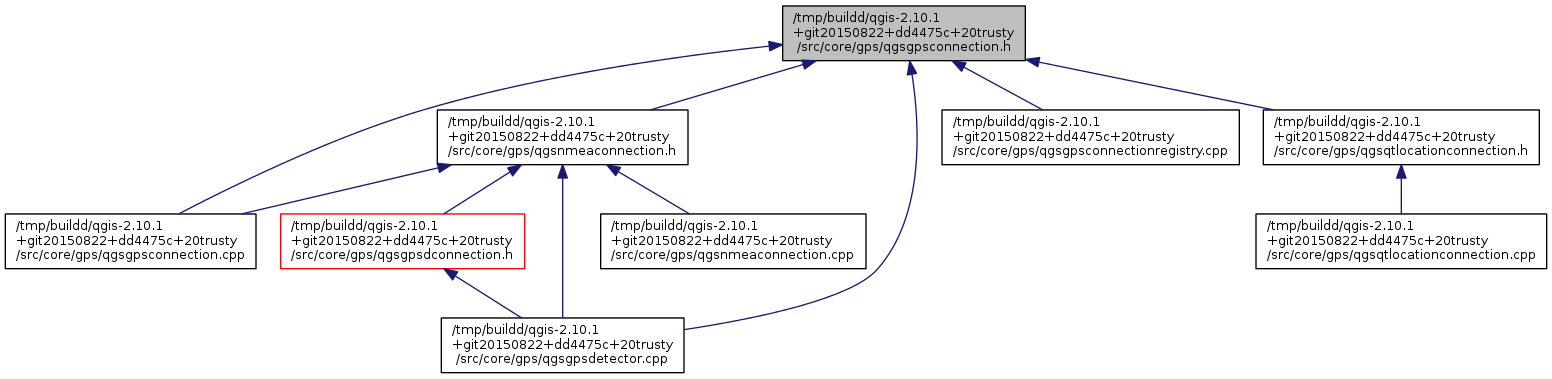 /tmp/buildd/qgis-2.10.1
+git20150822+dd4475c+20trusty
/src/core/gps/qgsgpsconnection.h
/tmp/buildd/qgis-2.10.1
+git20150822+dd4475c+20trusty
/src/core/gps/qgsnmeaconnection.h
/tmp/buildd/qgis-2.10.1
+git20150822+dd4475c+20trusty
/src/core/gps/qgsgpsconnectionregistry.cpp
/tmp/buildd/qgis-2.10.1
+git20150822+dd4475c+20trusty
/src/core/gps/qgsqtlocationconnection.h
/tmp/buildd/qgis-2.10.1
+git20150822+dd4475c+20trusty
/src/core/gps/qgsgpsconnection.cpp
/tmp/buildd/qgis-2.10.1
+git20150822+dd4475c+20trusty
/src/core/gps/qgsgpsdconnection.h
/tmp/buildd/qgis-2.10.1
+git20150822+dd4475c+20trusty
/src/core/gps/qgsnmeaconnection.cpp
/tmp/buildd/qgis-2.10.1
+git20150822+dd4475c+20trusty
/src/core/gps/qgsqtlocationconnection.cpp
/tmp/buildd/qgis-2.10.1
+git20150822+dd4475c+20trusty
/src/core/gps/qgsgpsdetector.cpp